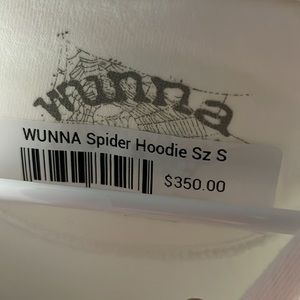 wunna
WUNNA Spider Hoodie Sz S
$350.00